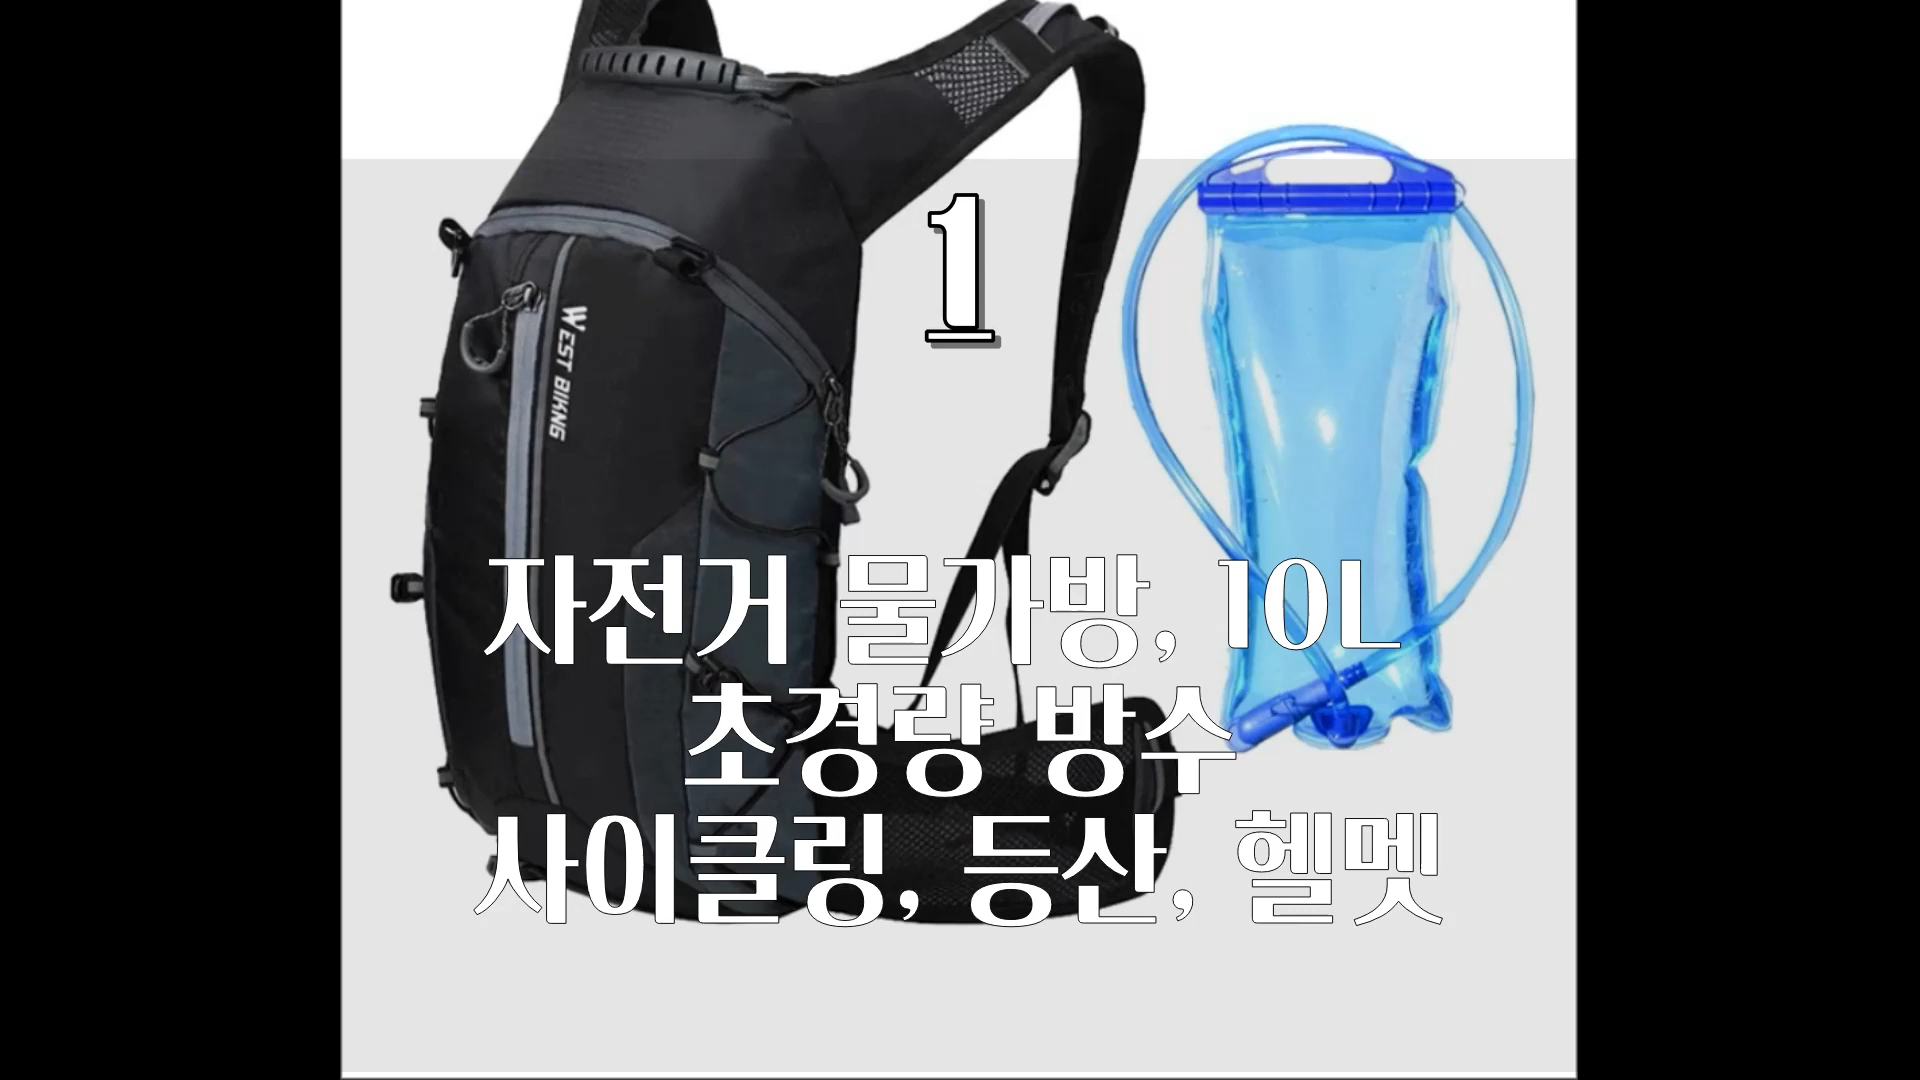 1
WEST BIKNG
자전거 물가방, 10L
초경량 방수
사이클링, 등산, 헬멧